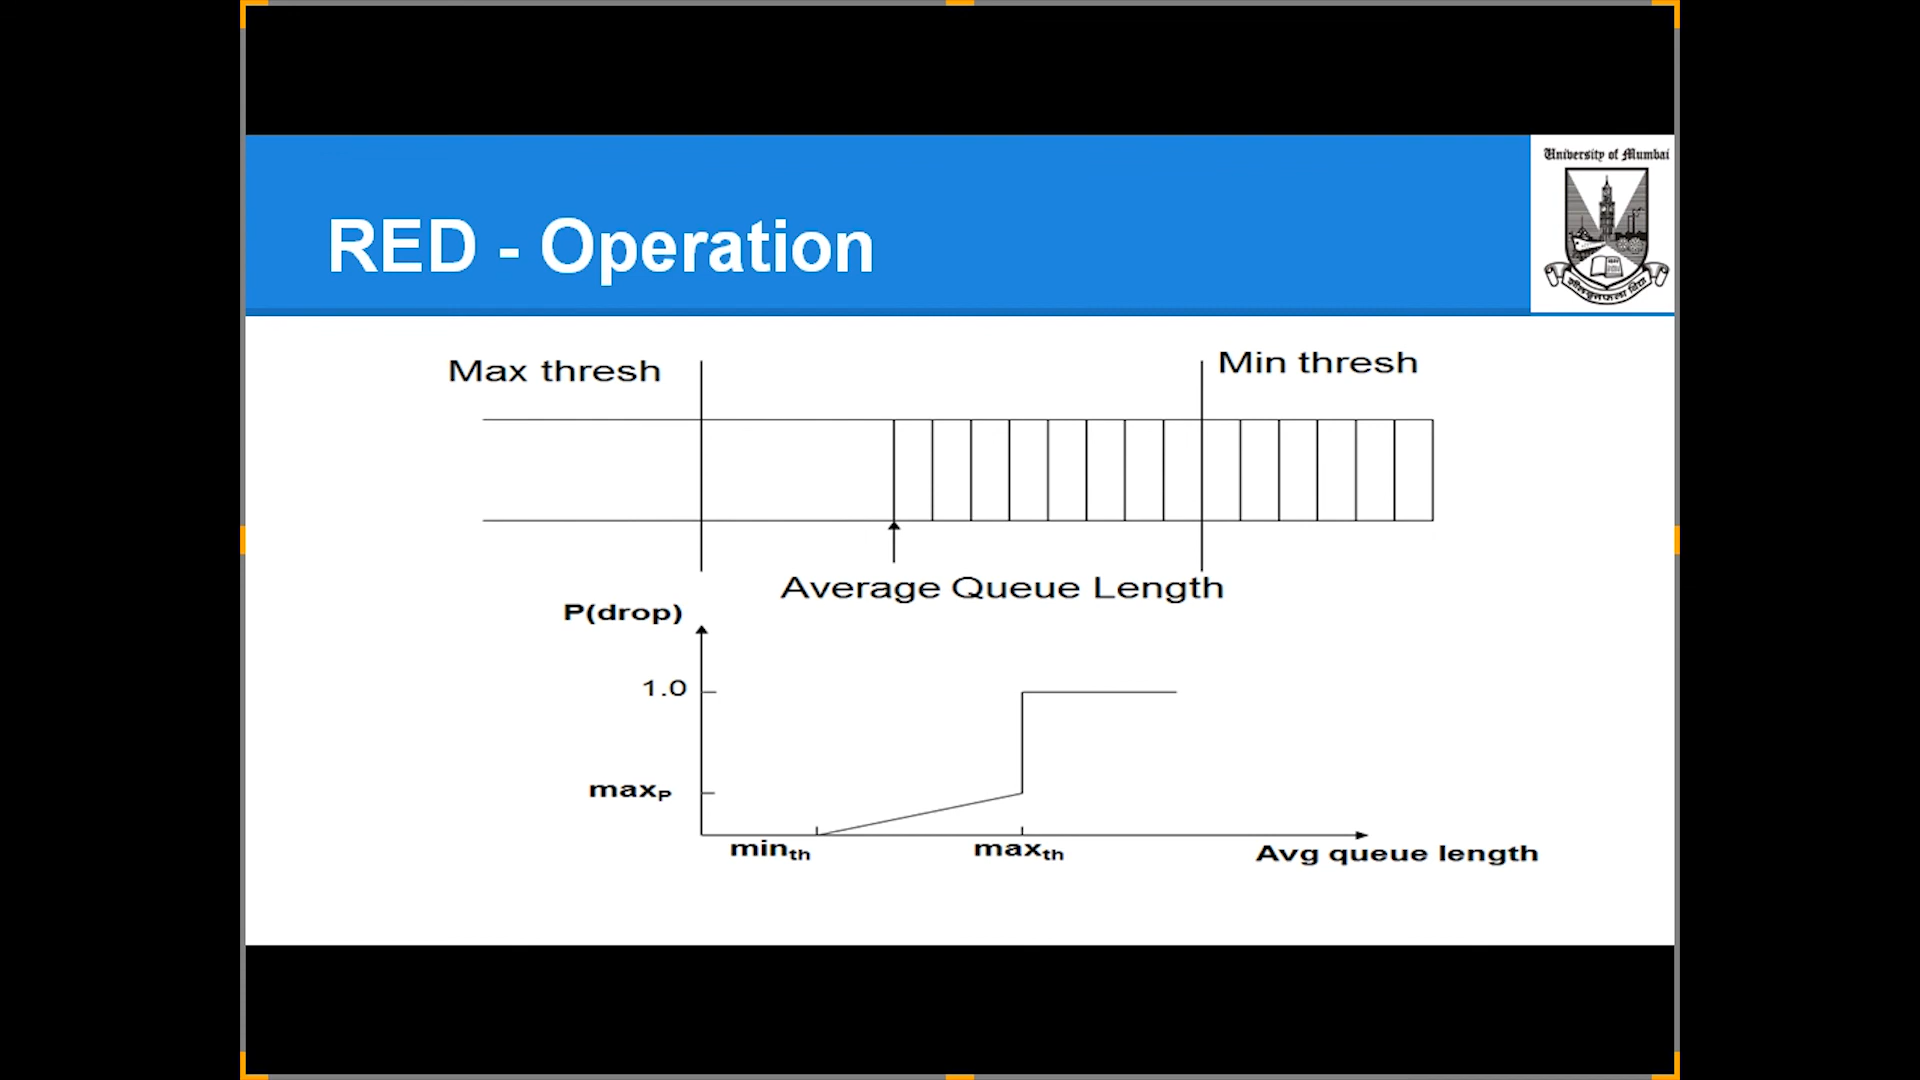 University of Mumbai
RED - Operation
Max thresh
Min thresh
Average Queue Length
P(drop)
1.0
maxP
minth
maxth
Avg queue length